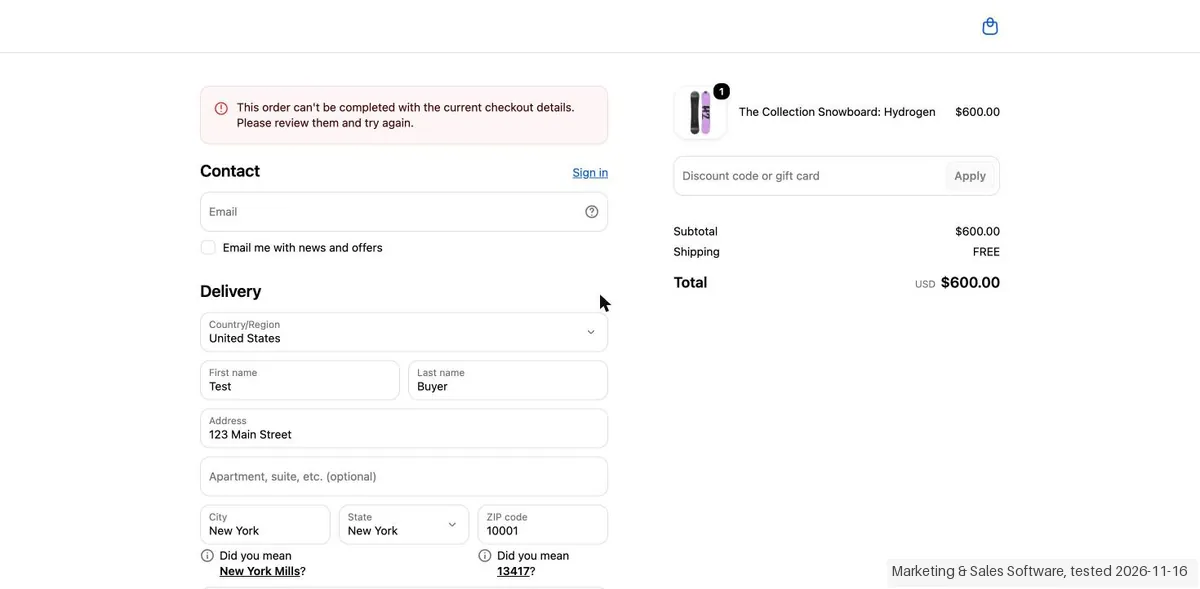 This order can't be completed with the current checkout details.
Please review them and try again.
Contact
Sign in
Email
Email me with news and offers
Delivery
Country/Region
United States
First name
Test
Last name
Buyer
Address
123 Main Street
Apartment, suite, etc. (optional)
City
New York
State
New York
ZIP code
10001
Did you mean
New York Mills?
Did you mean
13417?
1
The Collection Snowboard: Hydrogen
$600.00
Discount code or gift card
Apply
Subtotal
$600.00
Shipping
FREE
Total
USD $600.00
Marketing & Sales Software, tested 2026-11-16